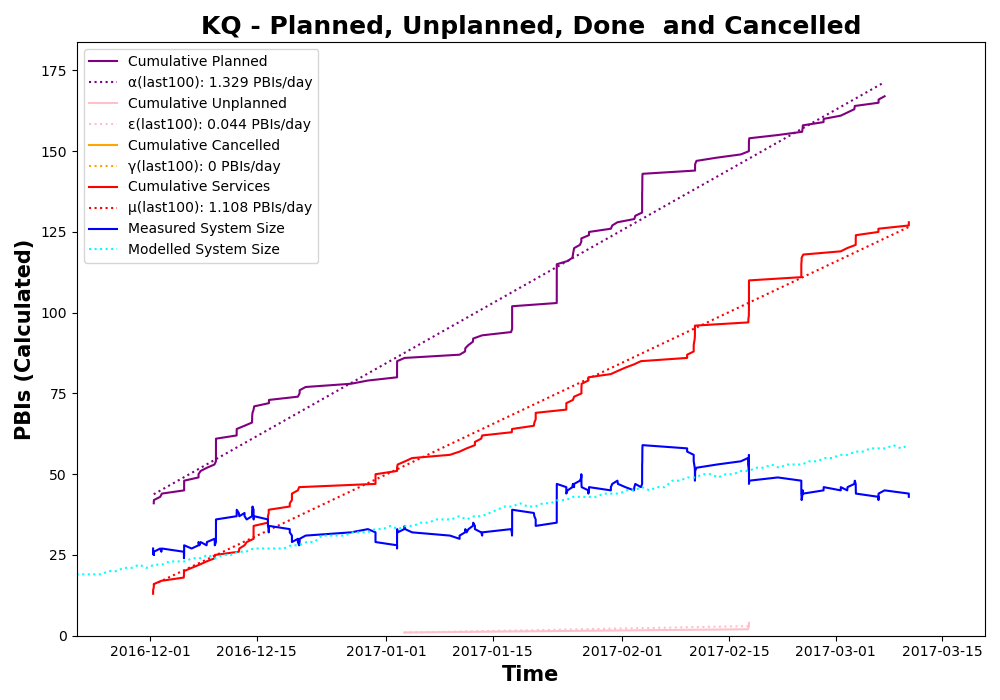 KQ - Planned, Unplanned, Done  and Cancelled
Cumulative Planned
α(last100): 1.329 PBIs/day
Cumulative Unplanned
ε(last100): 0.044 PBIs/day
Cumulative Cancelled
γ(last100): 0 PBIs/day
Cumulative Services
μ(last100): 1.108 PBIs/day
Measured System Size
Modelled System Size
PBIs (Calculated)
175
150
125
100
75
50
25
0
2016-12-01
2016-12-15
2017-01-01
2017-01-15
2017-02-01
2017-02-15
2017-03-01
2017-03-15
Time